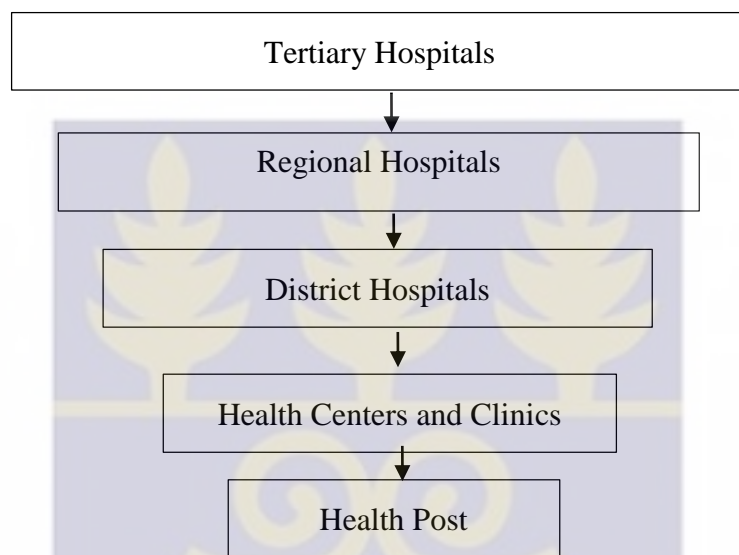 Tertiary Hospitals
Regional Hospitals
District Hospitals
Health Centers and Clinics
Health Post